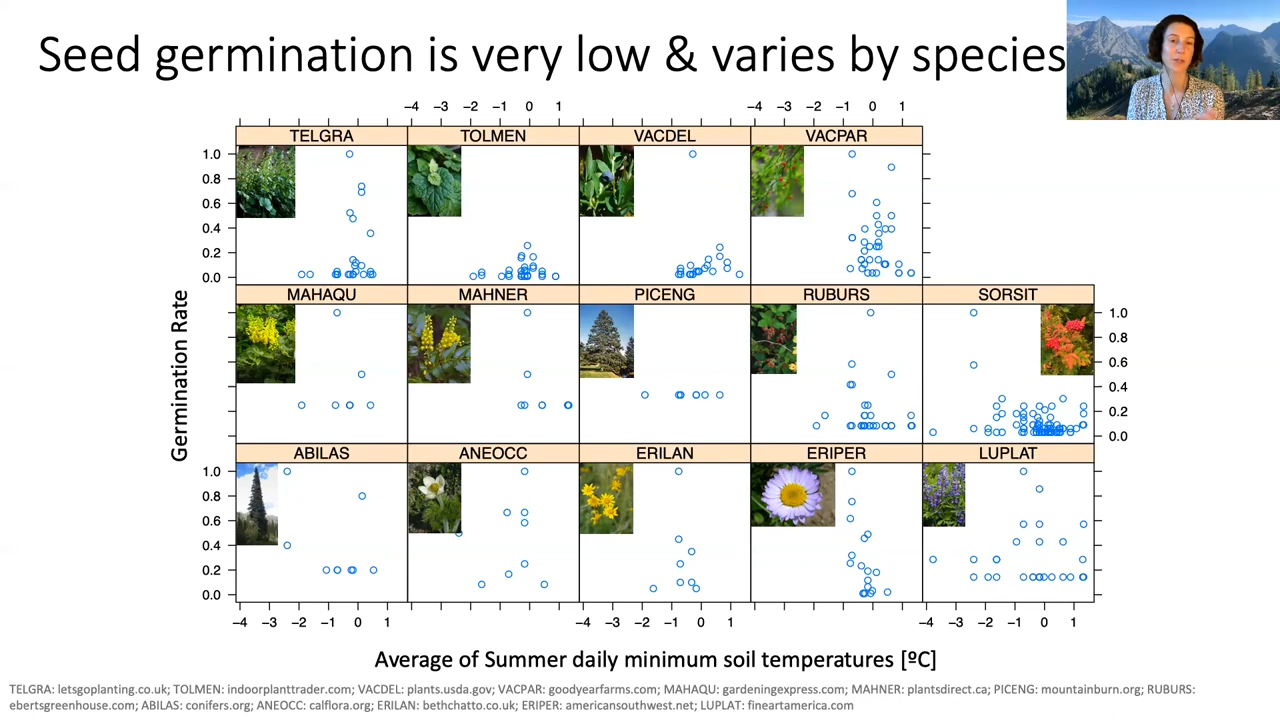 Seed germination is very low & varies by species
−4 −3 −2 −1 0 1 −4 −3 −2 −1 0 1
TELGRA TOLMEN VACDEL VACPAR
1.0
0.8
0.6
0.4
0.2
0.0
MAHAQU MAHNER PICENG RUBURS SORSIT
1.0
0.8
0.6
0.4
0.2
0.0
Germination Rate
ABILAS ANEOCC ERILAN ERIPER LUPLAT
1.0
0.8
0.6
0.4
0.2
0.0
−4 −3 −2 −1 0 1 −4 −3 −2 −1 0 1 −4 −3 −2 −1 0 1
Average of Summer daily minimum soil temperatures [ºC]
TELGRA: letsgoplanting.co.uk; TOLMEN: indoorplanttrader.com; VACDEL: plants.usda.gov; VACPAR: goodyearfarms.com; MAHAQU: gardeningexpress.com; MAHNER: plantsdirect.ca; PICENG: mountainburn.org; RUBURS:
ebertsgreenhouse.com; ABILAS: conifers.org; ANEOCC: calflora.org; ERILAN: bethchatto.co.uk; ERIPER: americansouthwest.net; LUPLAT: fineartamerica.com